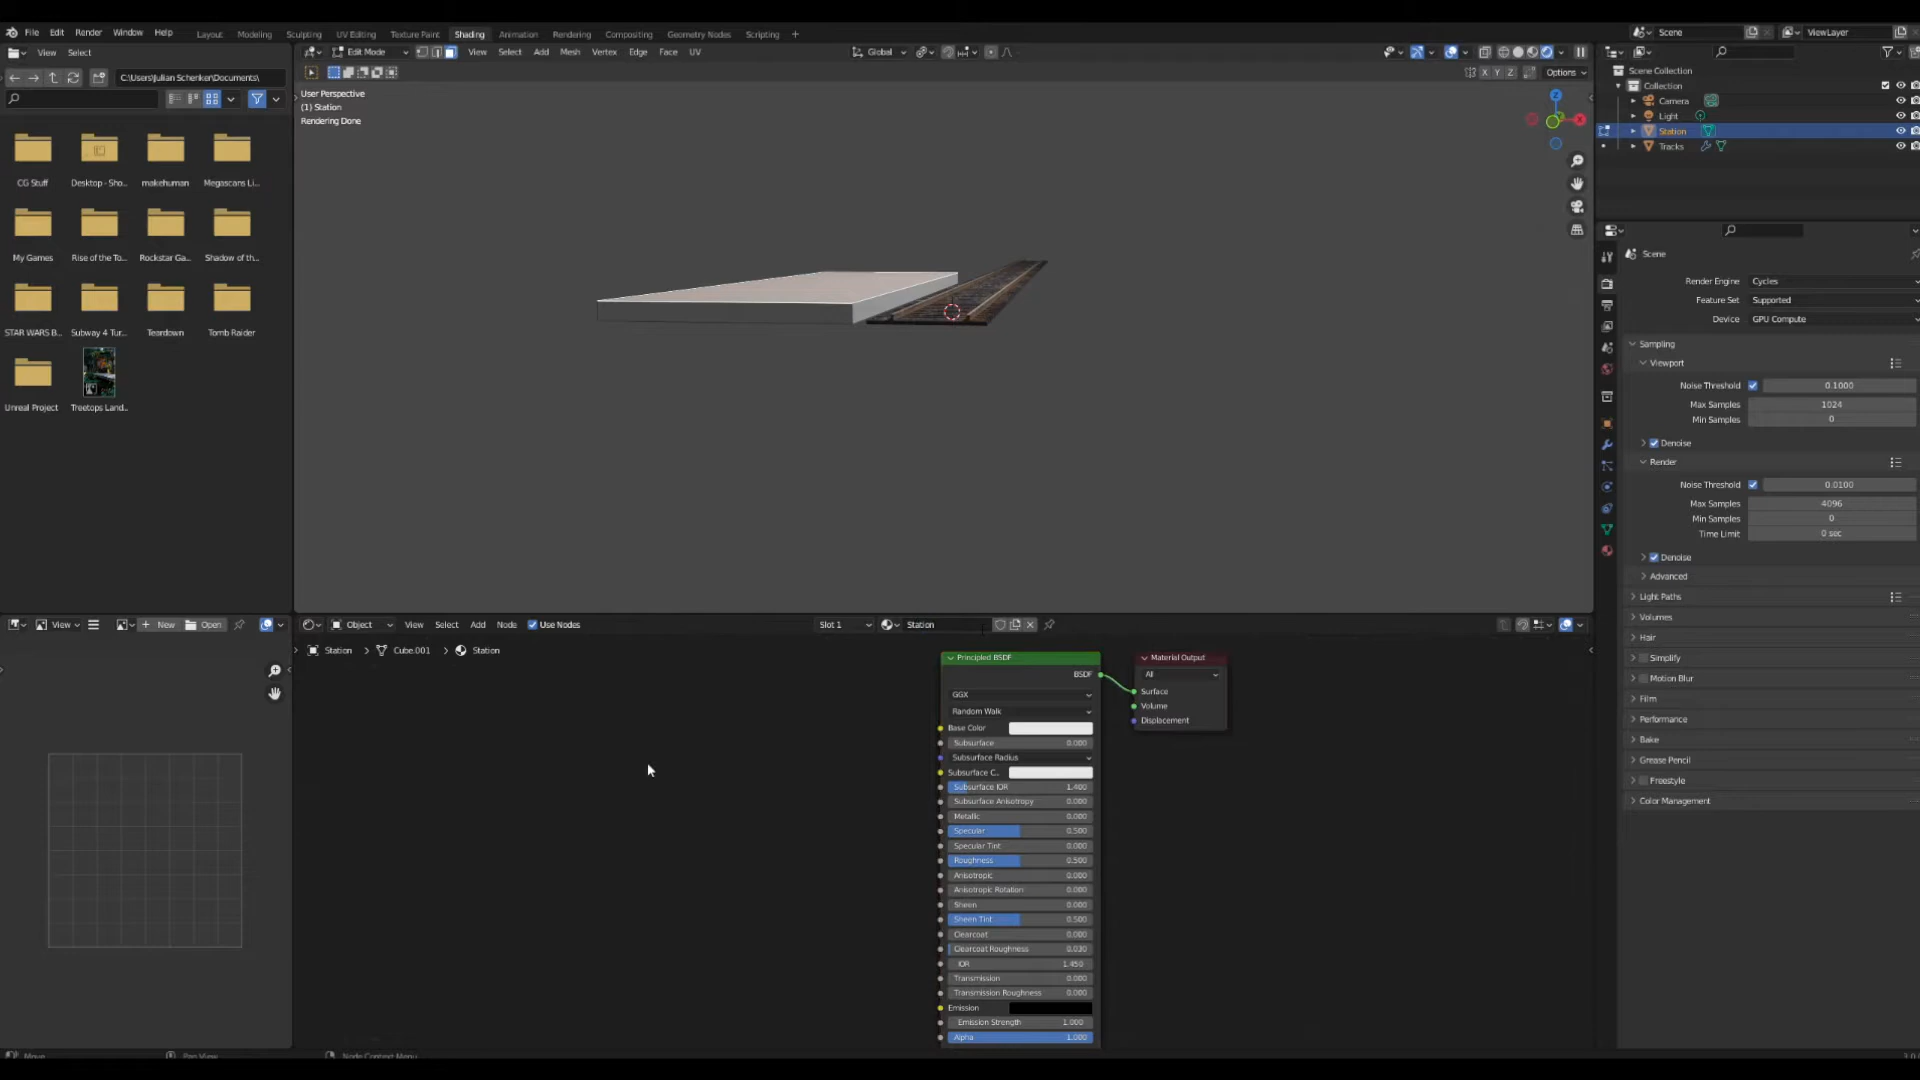 File Edit Render Window Help
Layout Modeling Sculpting UV Editing Texture Paint Shading Animation Rendering Compositing Geometry Nodes Scripting +
Scene
ViewLayer
View Select
Edit Mode
View Select Add Mesh Vertex Edge Face UV
Global
C:\Users\Julian Schenken\Documents\
X Y Z
Options
User Perspective
(1) Station
Rendering Done
Z
X
CG Stuff
Desktop - Sho..
makehuman
Megascans Li..
My Games
Rise of the To..
Rockstar Ga..
Shadow of th..
STAR WARS B..
Subway 4 Tur..
Teardown
Tomb Raider
Unreal Project
Treetops Land..
Scene Collection
Collection
Camera
Light
Station
Tracks
Scene
Render Engine Cycles
Feature Set Supported
Device GPU Compute
Sampling
Viewport
Noise Threshold 0.1000
Max Samples 1024
Min Samples 0
Denoise
Render
Noise Threshold 0.0100
Max Samples 4096
Min Samples 0
Time Limit 0 sec
Denoise
Advanced
Light Paths
Volumes
Hair
Simplify
Motion Blur
Film
Performance
Bake
Grease Pencil
Freestyle
Color Management
View
New
Open
Object
View Select Add Node
Use Nodes
Slot 1
Station
Station > Cube.001 > Station
Principled BSDF
BSDF
GGX
Random Walk
Base Color
Subsurface 0.000
Subsurface Radius
Subsurface C..
Subsurface IOR 1.400
Subsurface Anisotropy 0.000
Metallic 0.000
Specular 0.500
Specular Tint 0.000
Roughness 0.500
Anisotropic 0.000
Anisotropic Rotation 0.000
Sheen 0.000
Sheen Tint 0.500
Clearcoat 0.000
Clearcoat Roughness 0.030
IOR 1.450
Transmission 0.000
Transmission Roughness 0.000
Emission
Emission Strength 1.000
Alpha 1.000
Material Output
All
Surface
Volume
Displacement
Move
Pan View
Node Context Menu